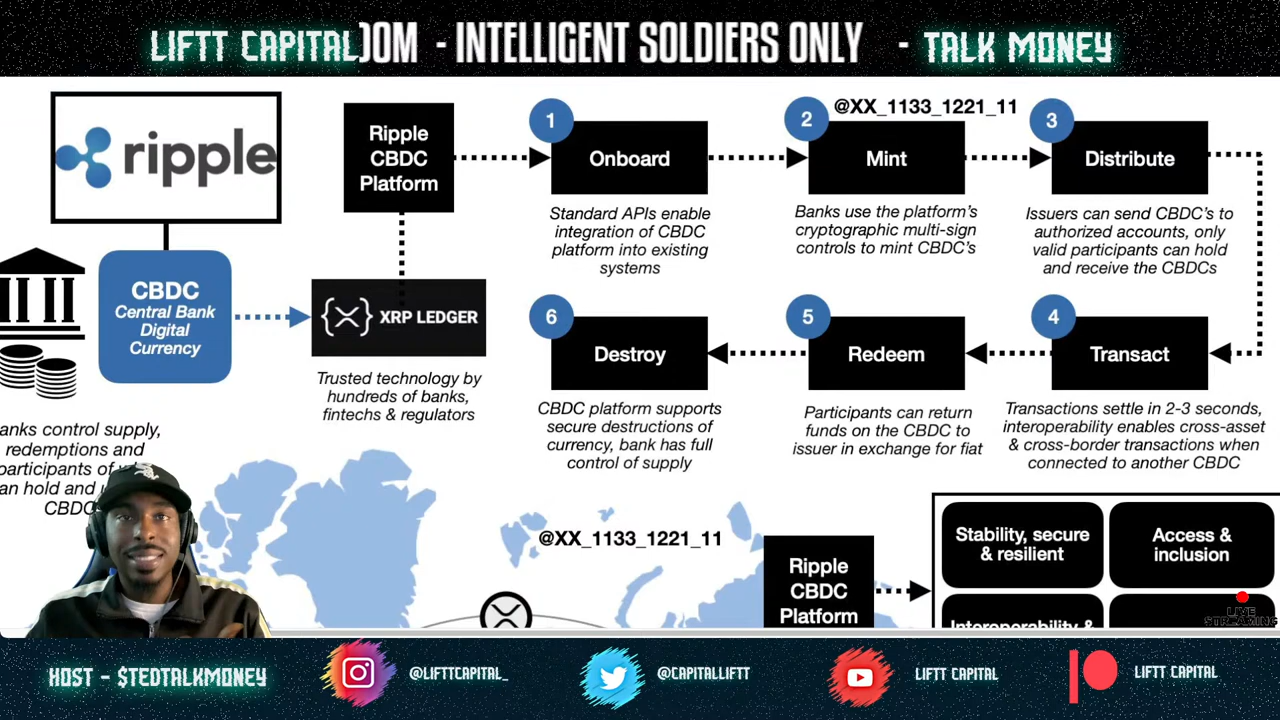 LIFTT CAPITAL
DOM - INTELLIGENT SOLDIERS ONLY - TALK MONEY
ripple
CBDC
Central Bank
Digital
Currency
anks control supply,
redemptions and
participants of
an hold and
CBDC
Ripple
CBDC
Platform
XRP LEDGER
Trusted technology by
hundreds of banks,
fintechs & regulators
1
Onboard
Standard APIs enable
integration of CBDC
platform into existing
systems
@XX_1133_1221_11
2
Mint
Banks use the platform's
cryptographic multi-sign
controls to mint CBDC's
3
Distribute
Issuers can send CBDC's to
authorized accounts, only
valid participants can hold
and receive the CBDCs
4
Transact
Transactions settle in 2-3 seconds,
interoperability enables cross-asset
& cross-border transactions when
connected to another CBDC
5
Redeem
Participants can return
funds on the CBDC to
issuer in exchange for fiat
6
Destroy
CBDC platform supports
secure destructions of
currency, bank has full
control of supply
@XX_1133_1221_11
Ripple
CBDC
Platform
Stability, secure
& resilient
Access &
inclusion
Interoperability &
LIVE
STREAMING
HOST - $TEDTALKMONEY
@LIFTTCAPITAL_
@CAPITALLIFTT
LIFTT CAPITAL
LIFTT CAPITAL